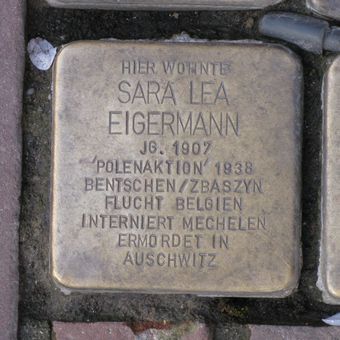 HIER WOHNTE
SARA LEA
EIGERMANN
JG. 1907
'POLENAKTION' 1938
BENTSCHEN/ZBASZYN
FLUCHT BELGIEN
INTERNIERT MECHELEN
ERMORDET IN
AUSCHWITZ